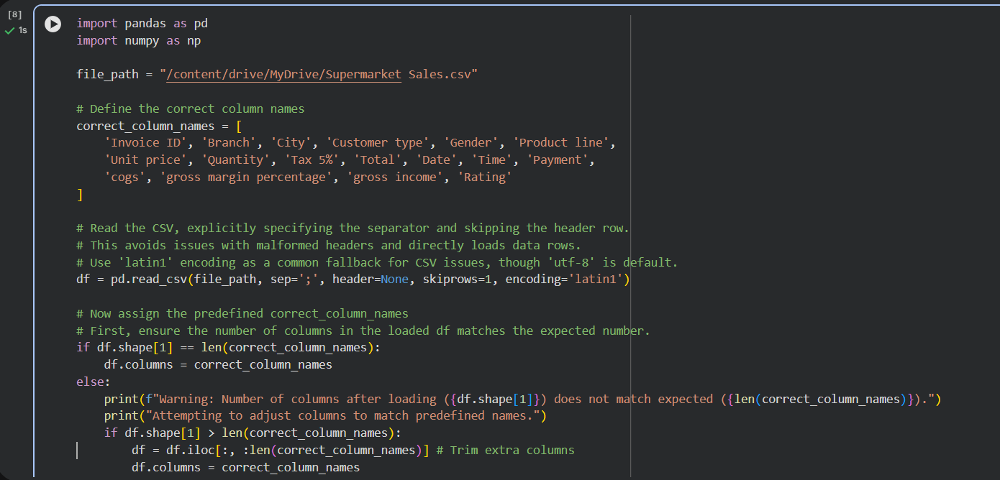 [8]
1s
import pandas as pd
import numpy as np
file_path = "/content/drive/MyDrive/Supermarket Sales.csv"
# Define the correct column names
correct_column_names = [
    'Invoice ID', 'Branch', 'City', 'Customer type', 'Gender', 'Product line',
    'Unit price', 'Quantity', 'Tax 5%', 'Total', 'Date', 'Time', 'Payment',
    'cogs', 'gross margin percentage', 'gross income', 'Rating'
]
# Read the CSV, explicitly specifying the separator and skipping the header row.
# This avoids issues with malformed headers and directly loads data rows.
# Use 'latin1' encoding as a common fallback for CSV issues, though 'utf-8' is default.
df = pd.read_csv(file_path, sep=';', header=None, skiprows=1, encoding='latin1')
# Now assign the predefined correct_column_names
# First, ensure the number of columns in the loaded df matches the expected number.
if df.shape[1] == len(correct_column_names):
    df.columns = correct_column_names
else:
    print(f"Warning: Number of columns after loading ({df.shape[1]}) does not match expected ({len(correct_column_names)}).")
    print("Attempting to adjust columns to match predefined names.")
    if df.shape[1] > len(correct_column_names):
        df = df.iloc[:, :len(correct_column_names)] # Trim extra columns
        df.columns = correct_column_names